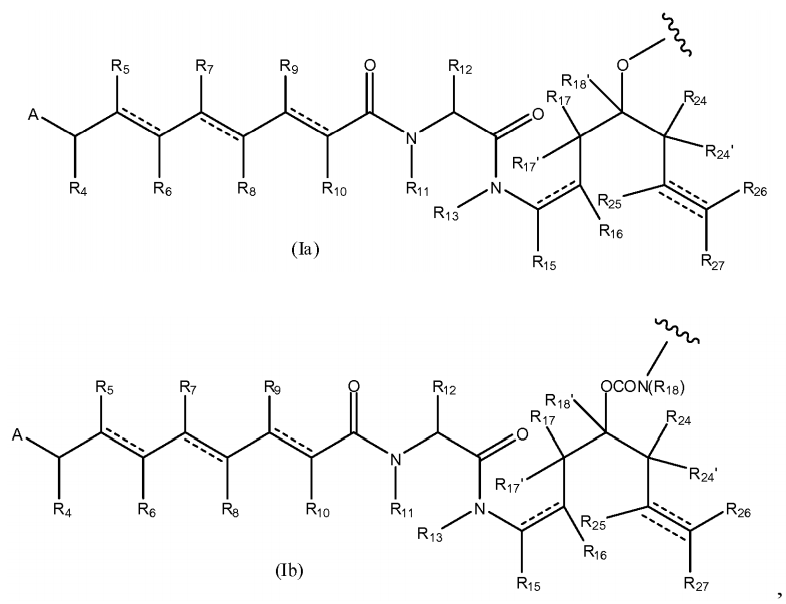 R5 R7 R9 O R12 R18' O
A R17 R24
N O R17' R24'
R4 R6 R8 R10 R11 N R25 R26
R13 R16
(Ia) R15 R27
R5 R7 R9 O R12 OCON(R18)
R18'
A R17 R24
N O R17' R24'
R4 R6 R8 R10 R11 N R25 R26
R13 R16
(Ib) R15 R27
,